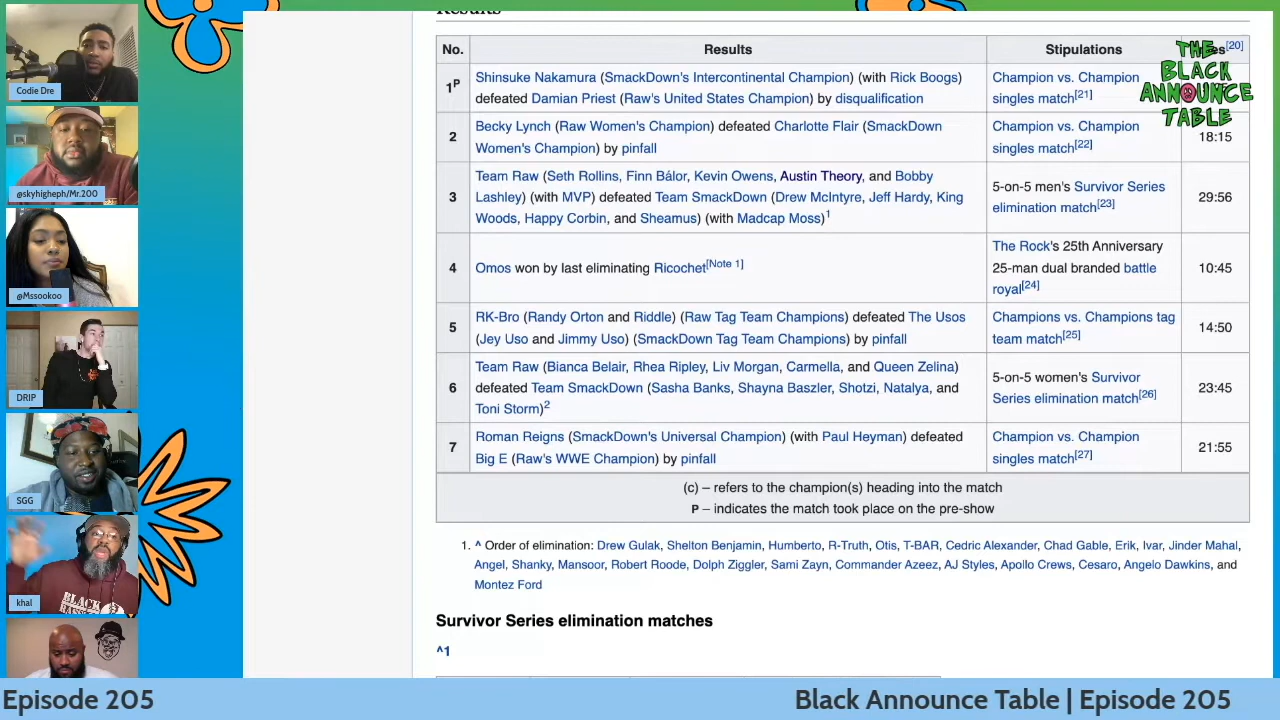 Results
No. Results Stipulations es[20]
THE
BLACK
ANNOUNCE
TABLE
1P Shinsuke Nakamura (SmackDown's Intercontinental Champion) (with Rick Boogs)
defeated Damian Priest (Raw's United States Champion) by disqualification
Champion vs. Champion
singles match[21]
2 Becky Lynch (Raw Women's Champion) defeated Charlotte Flair (SmackDown
Women's Champion) by pinfall
Champion vs. Champion
singles match[22]
18:15
3 Team Raw (Seth Rollins, Finn Bálor, Kevin Owens, Austin Theory, and Bobby
Lashley) (with MVP) defeated Team SmackDown (Drew McIntyre, Jeff Hardy, King
Woods, Happy Corbin, and Sheamus) (with Madcap Moss)1
5-on-5 men's Survivor Series
elimination match[23]
29:56
4 Omos won by last eliminating Ricochet[Note 1]
The Rock's 25th Anniversary
25-man dual branded battle
royal[24]
10:45
5 RK-Bro (Randy Orton and Riddle) (Raw Tag Team Champions) defeated The Usos
(Jey Uso and Jimmy Uso) (SmackDown Tag Team Champions) by pinfall
Champions vs. Champions tag
team match[25]
14:50
6 Team Raw (Bianca Belair, Rhea Ripley, Liv Morgan, Carmella, and Queen Zelina)
defeated Team SmackDown (Sasha Banks, Shayna Baszler, Shotzi, Natalya, and
Toni Storm)2
5-on-5 women's Survivor
Series elimination match[26]
23:45
7 Roman Reigns (SmackDown's Universal Champion) (with Paul Heyman) defeated
Big E (Raw's WWE Champion) by pinfall
Champion vs. Champion
singles match[27]
21:55
(c) – refers to the champion(s) heading into the match
P – indicates the match took place on the pre-show
1. ^ Order of elimination: Drew Gulak, Shelton Benjamin, Humberto, R-Truth, Otis, T-BAR, Cedric Alexander, Chad Gable, Erik, Ivar, Jinder Mahal,
Angel, Shanky, Mansoor, Robert Roode, Dolph Ziggler, Sami Zayn, Commander Azeez, AJ Styles, Apollo Crews, Cesaro, Angelo Dawkins, and
Montez Ford
Survivor Series elimination matches
^1
Codie Dre
@skyhigheph/Mr.200
@Mssookoo
DRIP
SGG
khal
BLACK
Episode 205
Black Announce Table | Episode 205